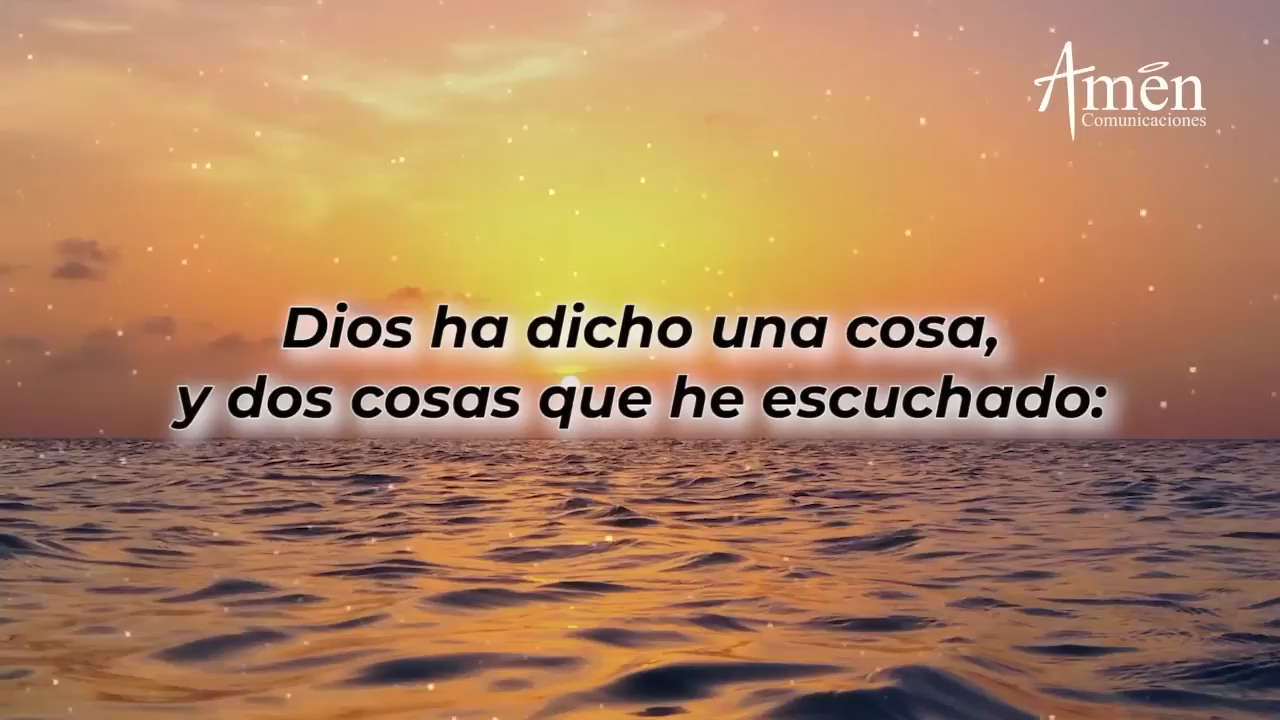 Amén
Comunicaciones
Dios ha dicho una cosa,
y dos cosas que he escuchado: